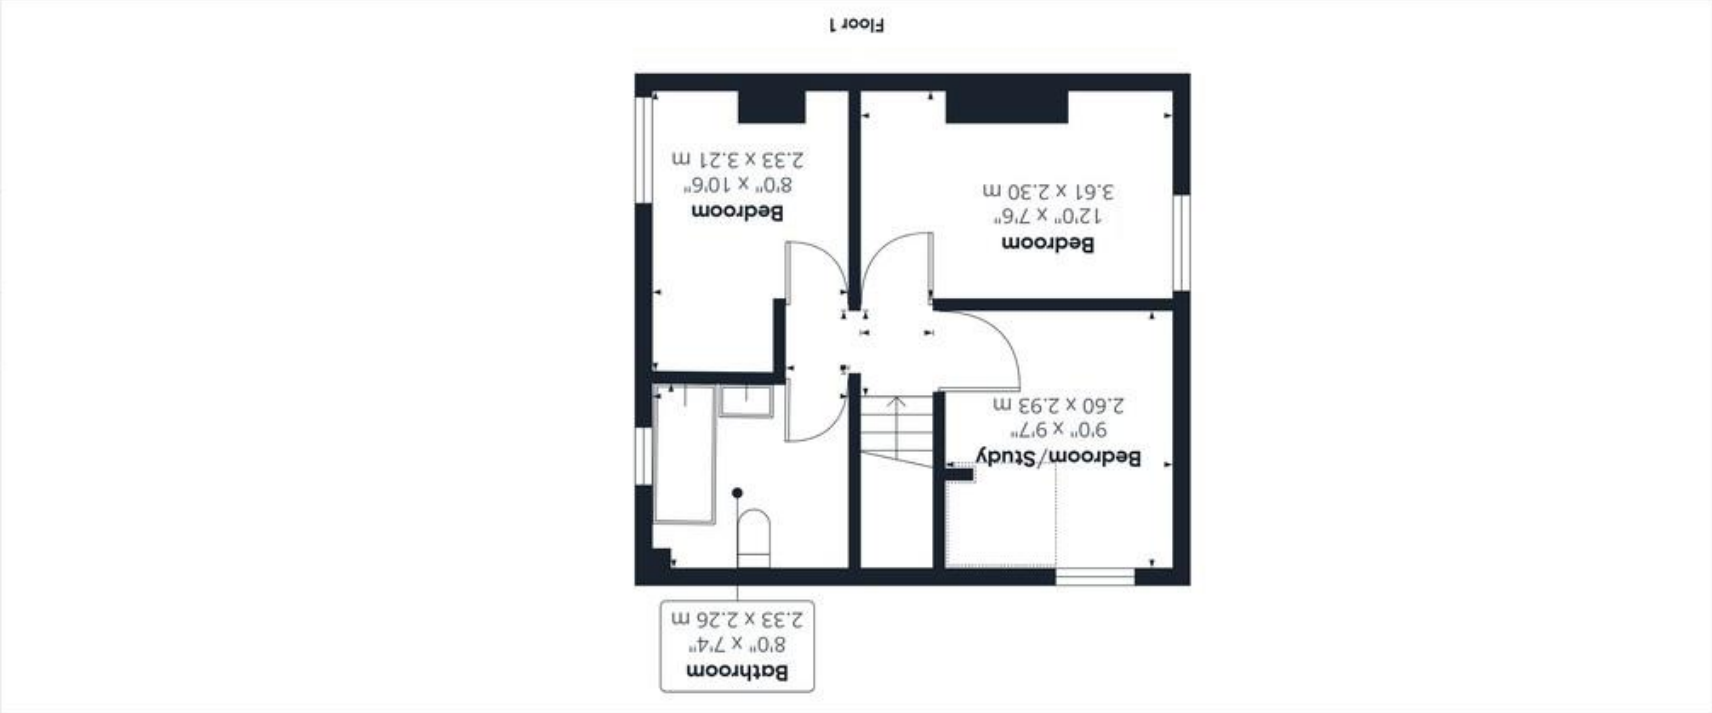 Bathroom
8'0" x 7'4"
2.33 x 2.26 m
Bedroom/Study
9'0" x 9'7"
2.60 x 2.93 m
Bedroom
12'0" x 7'6"
3.61 x 2.30 m
Bedroom
8'0" x 10'6"
2.33 x 3.21 m
Floor 1